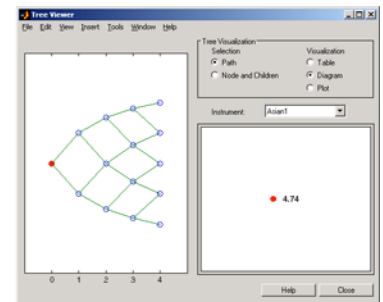 Tree Viewer
File Edit View Insert Tools Window Help
Tree Visualization
Selection
Visualization
Path
Table
Node and Children
Diagram
Plot
Instrument:
Asian1
4.74
0 1 2 3 4
Help
Close